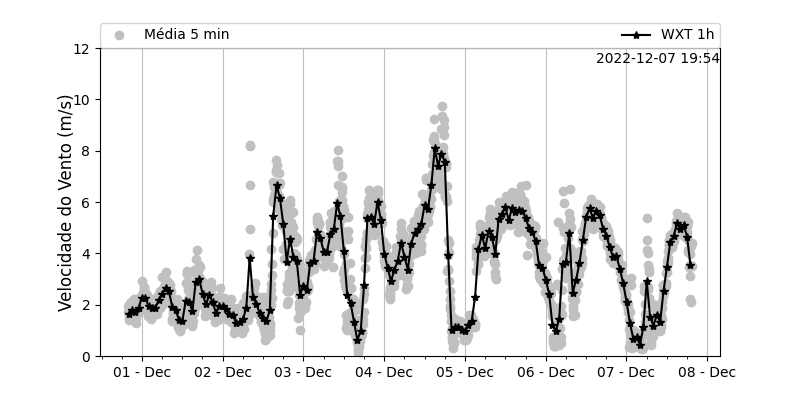 Média 5 min WXT 1h
2022-12-07 19:54
Velocidade do Vento (m/s)
12
10
8
6
4
2
0
01 - Dec 02 - Dec 03 - Dec 04 - Dec 05 - Dec 06 - Dec 07 - Dec 08 - Dec